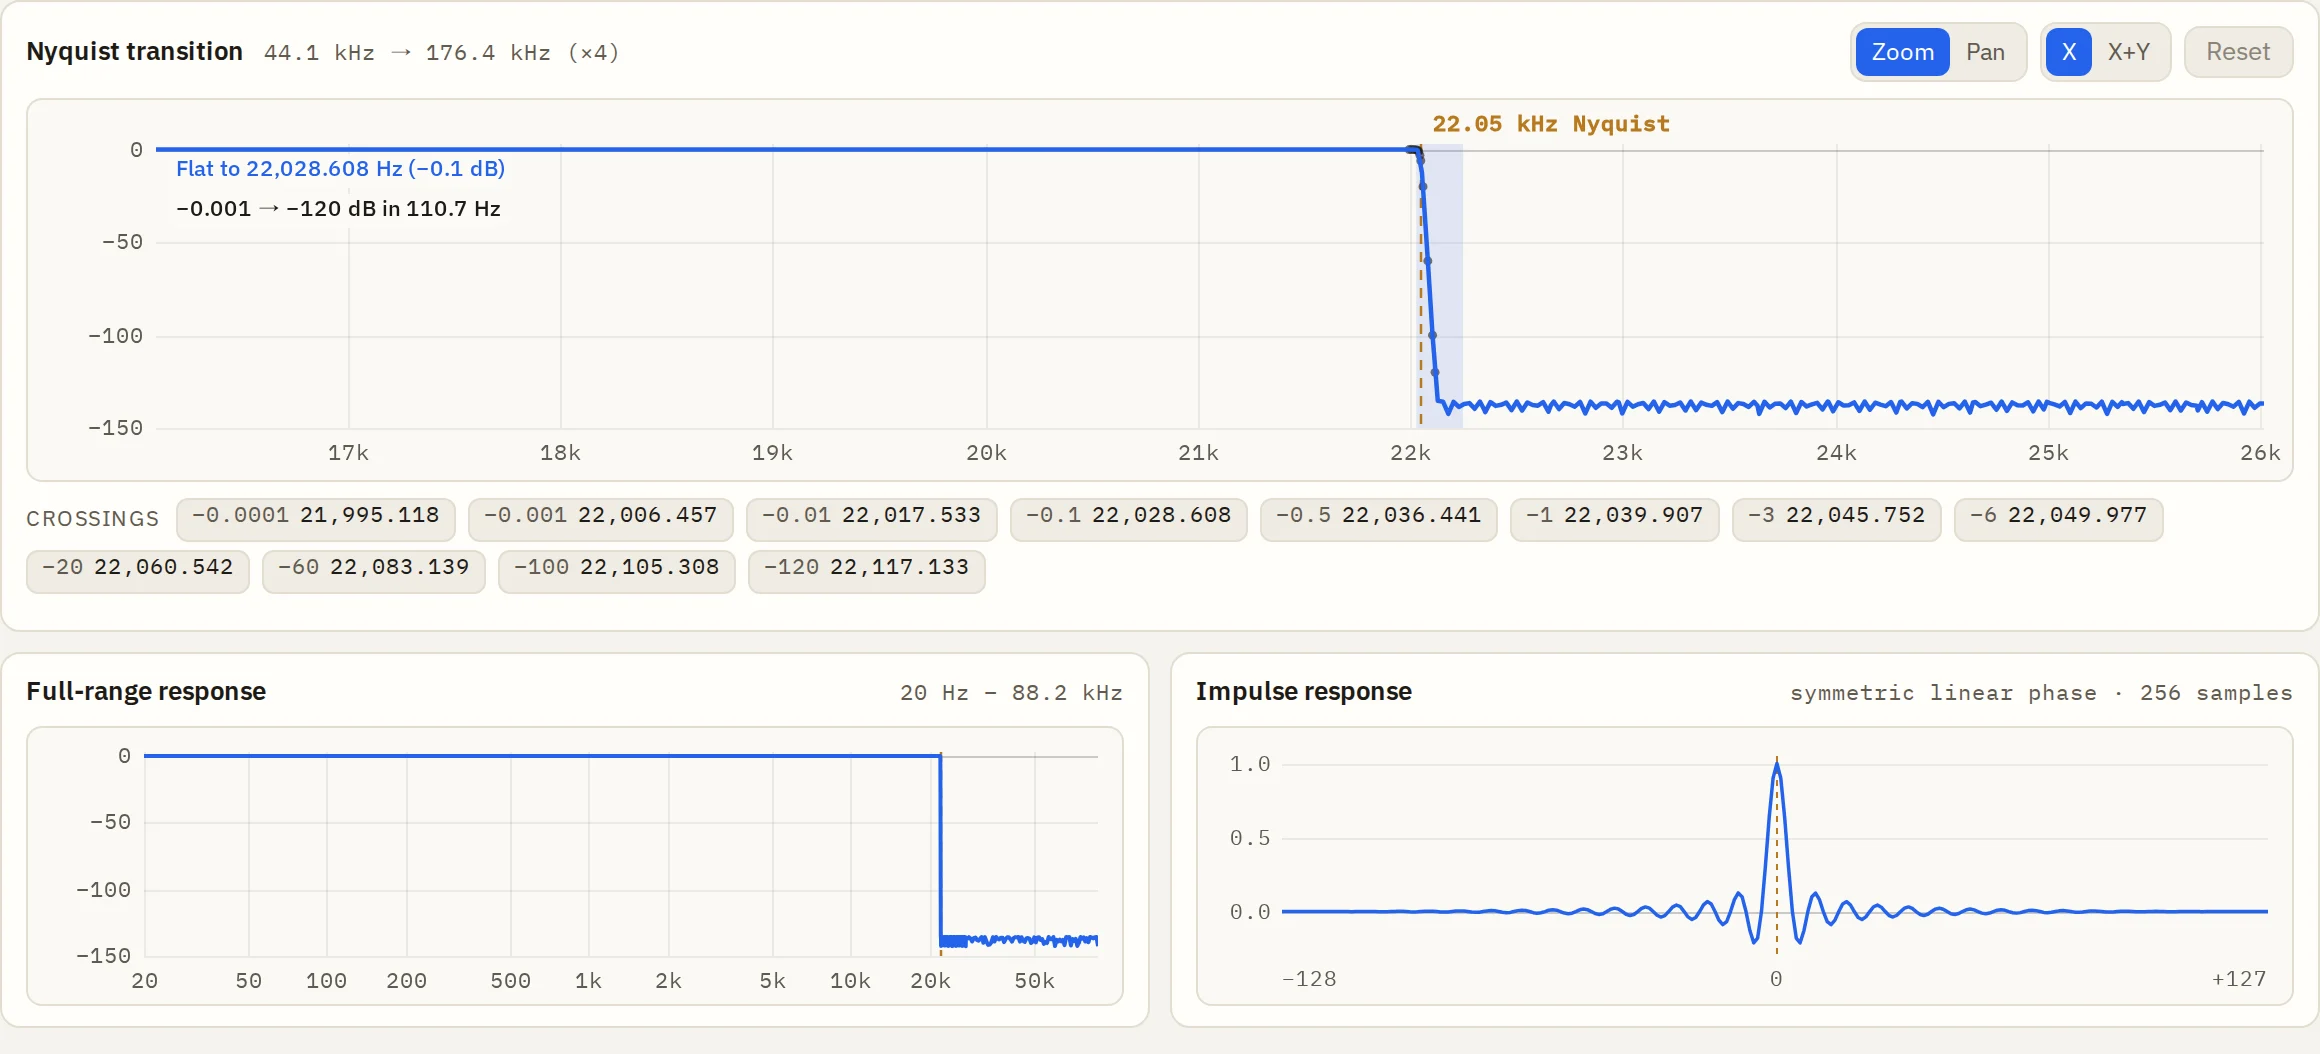 Nyquist transition 44.1 kHz → 176.4 kHz (×4) Zoom Pan X X+Y Reset
22.05 kHz Nyquist
0
Flat to 22,028.608 Hz (−0.1 dB)
−0.001 → −120 dB in 110.7 Hz
−50
−100
−150
17k 18k 19k 20k 21k 22k 23k 24k 25k 26k
CROSSINGS −0.0001 21,995.118 −0.001 22,006.457 −0.01 22,017.533 −0.1 22,028.608 −0.5 22,036.441 −1 22,039.907 −3 22,045.752 −6 22,049.977
−20 22,060.542 −60 22,083.139 −100 22,105.308 −120 22,117.133
Full-range response 20 Hz – 88.2 kHz
0
−50
−100
−150
20 50 100 200 500 1k 2k 5k 10k 20k 50k
Impulse response symmetric linear phase · 256 samples
1.0
0.5
0.0
−128 0 +127